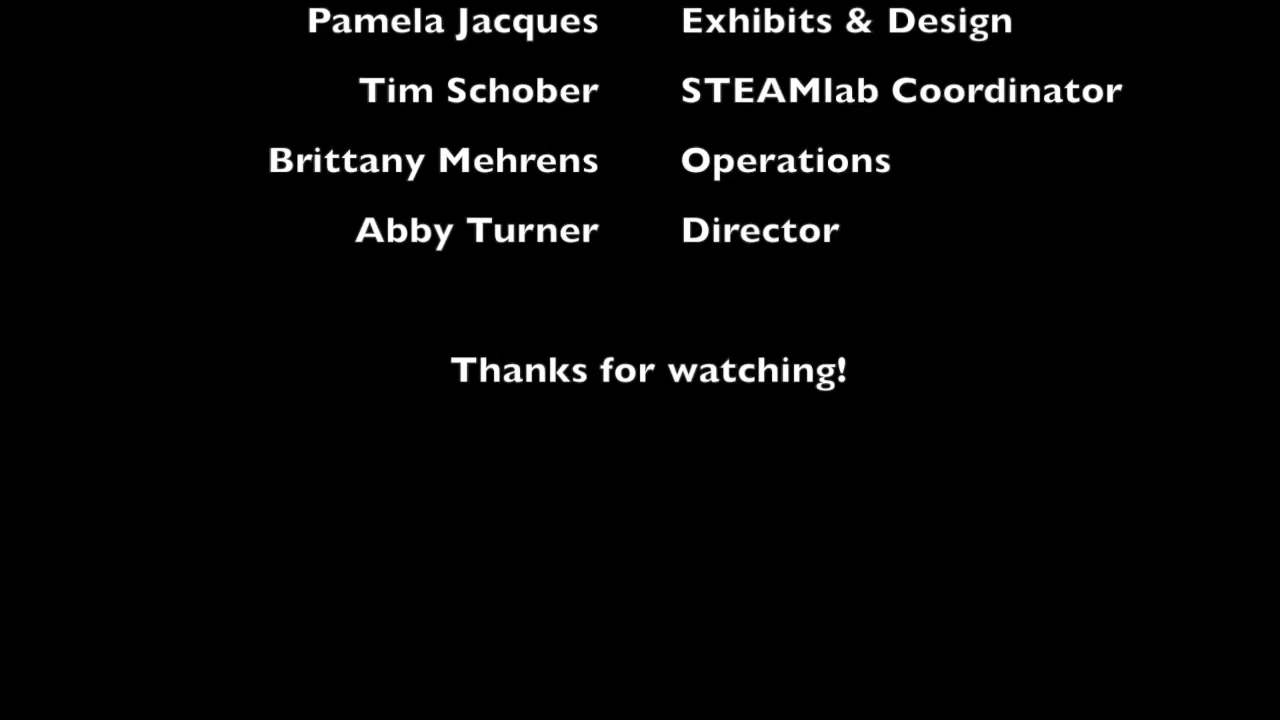 Pamela Jacques Exhibits & Design
Tim Schober STEAMlab Coordinator
Brittany Mehrens Operations
Abby Turner Director
Thanks for watching!